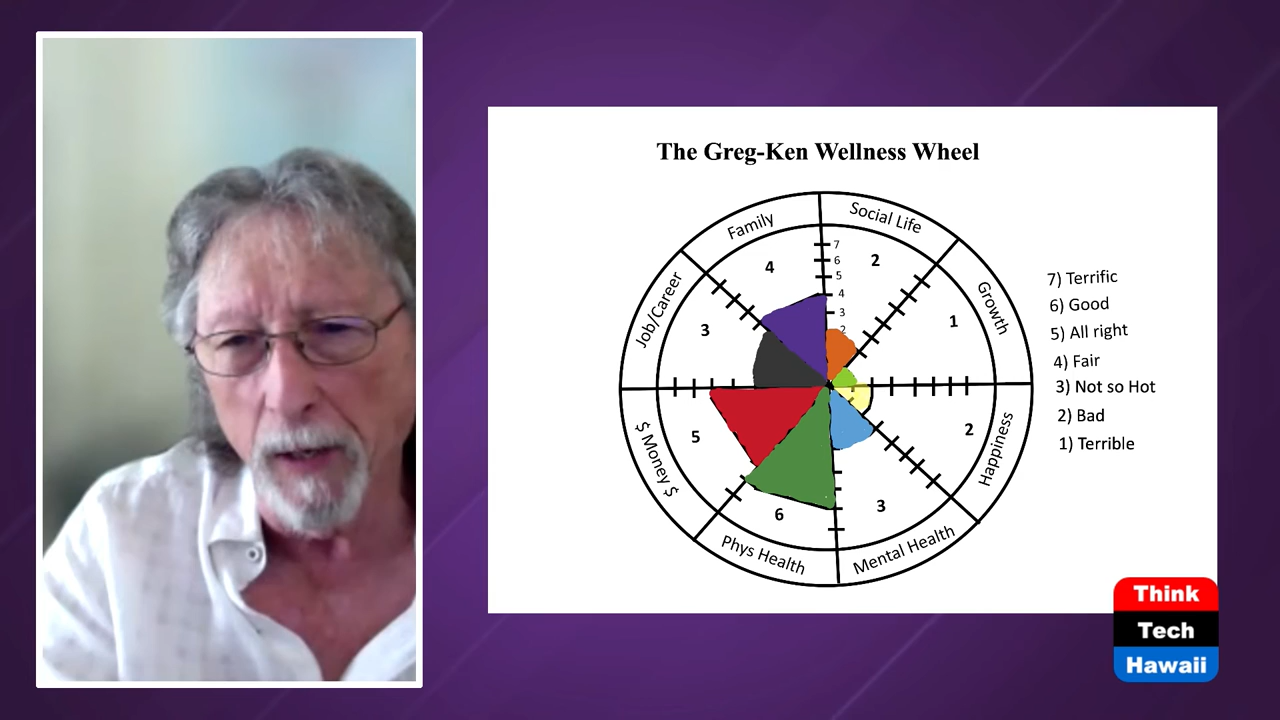 The Greg-Ken Wellness Wheel
Family
Social Life
Growth
Happiness
Mental Health
Phys Health
$ Money $
Job/Career
7
6
5
4
3
2
4
2
1
2
3
6
5
3
7) Terrific
6) Good
5) All right
4) Fair
3) Not so Hot
2) Bad
1) Terrible
Think
Tech
Hawaii